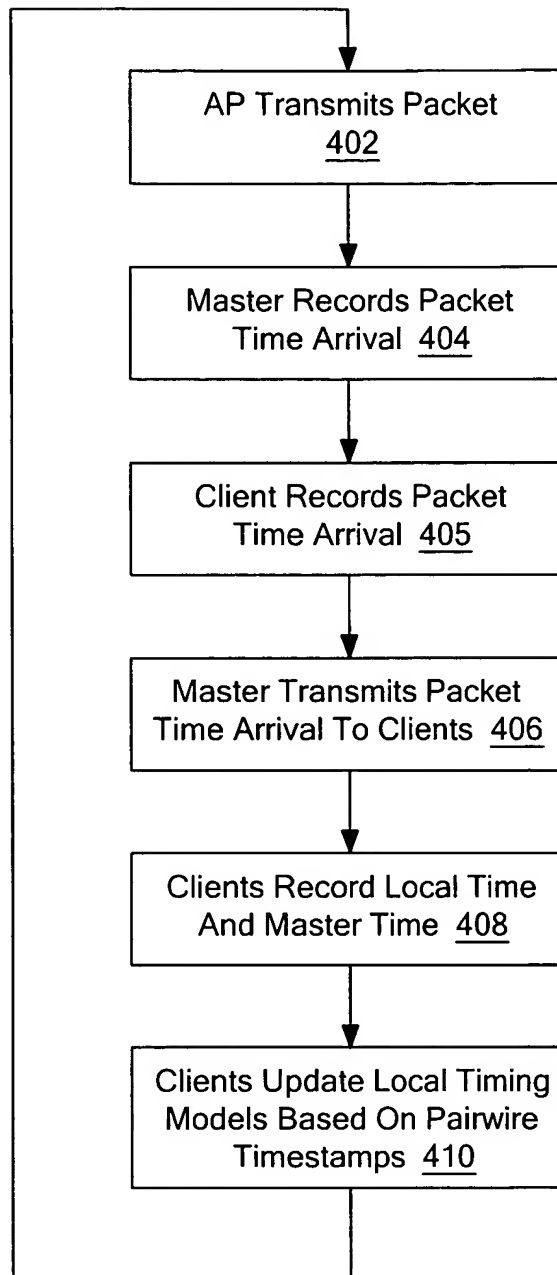 AP Transmits Packet
402
Master Records Packet
Time Arrival 404
Client Records Packet
Time Arrival 405
Master Transmits Packet
Time Arrival To Clients 406
Clients Record Local Time
And Master Time 408
Clients Update Local Timing
Models Based On Pairwire
Timestamps 410